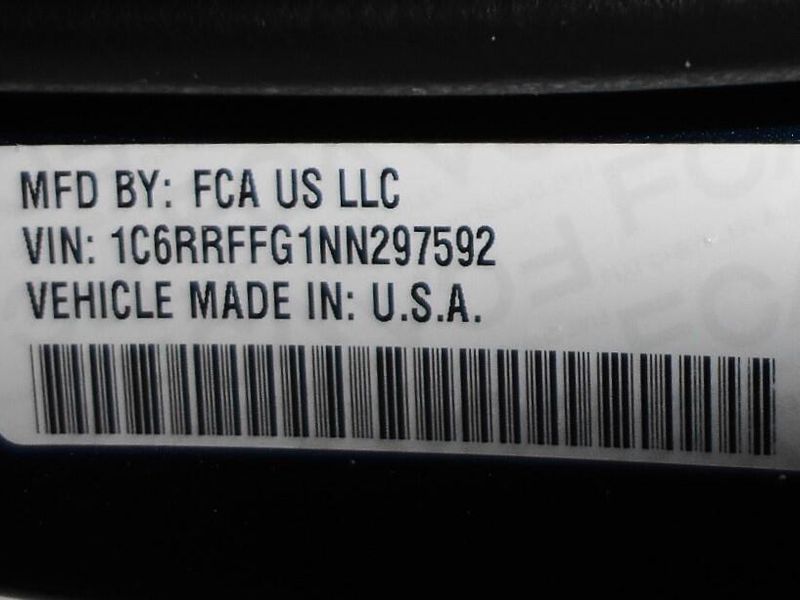 MFD BY: FCA US LLC
VIN: 1C6RRFFG1NN297592
VEHICLE MADE IN: U.S.A.